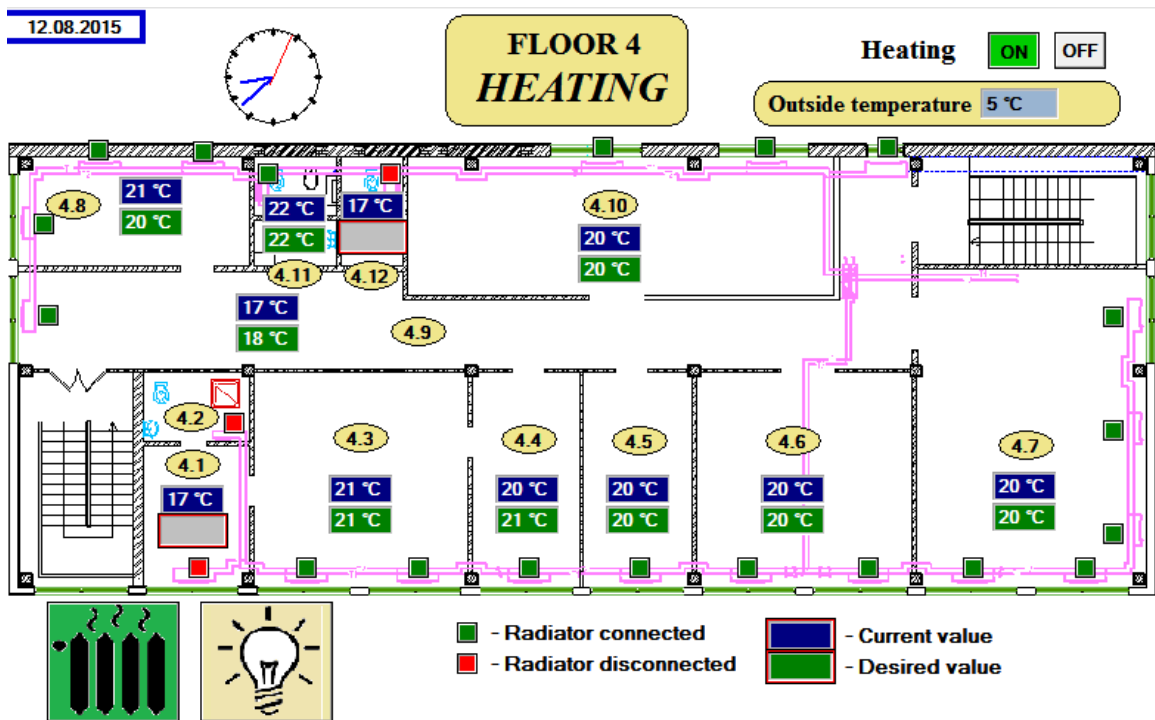 12.08.2015
FLOOR 4
HEATING
Heating ON OFF
Outside temperature 5 °C
4.8
21 °C
20 °C
22 °C
22 °C
4.11
17 °C
4.12
4.10
20 °C
20 °C
17 °C
18 °C
4.9
4.2
4.1
17 °C
4.3
21 °C
21 °C
4.4
20 °C
21 °C
4.5
20 °C
20 °C
4.6
20 °C
20 °C
4.7
20 °C
20 °C
- Radiator connected
- Radiator disconnected
- Current value
- Desired value